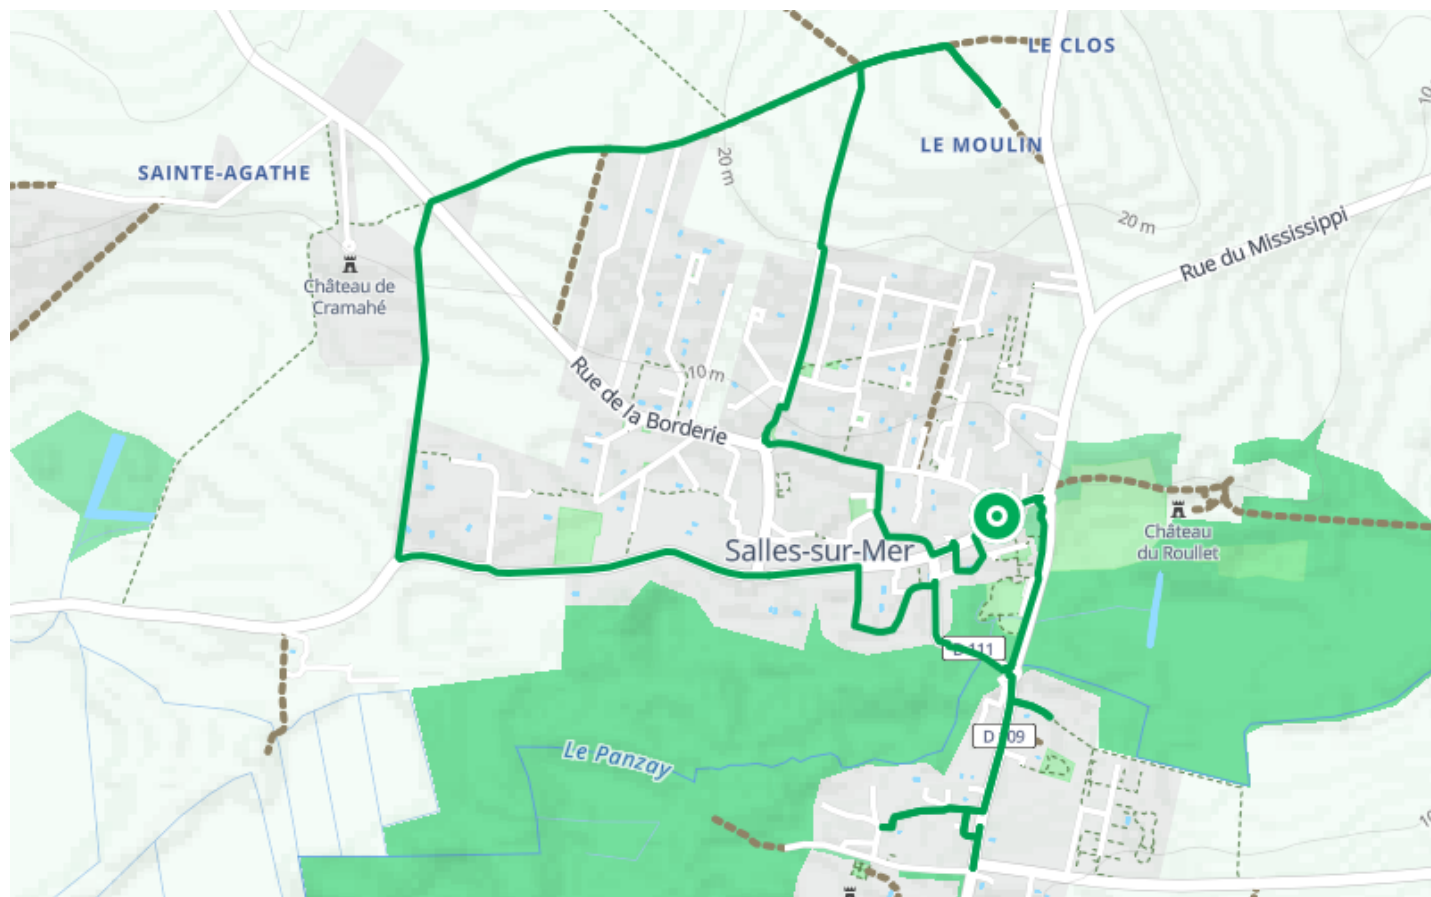 LE CLOS
LE MOULIN
SAINTE-AGATHE
20 m
20 m
Rue du Mississippi
Château de
Cramahé
10 m
Rue de la Borderie
Château
du Roullet
Salles-sur-Mer
D 111
Le Panzay